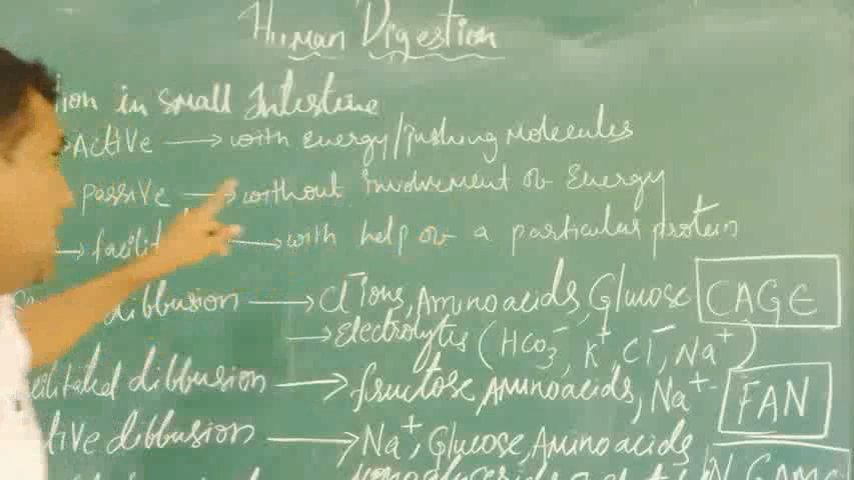 Human Digestion
tion in small Intestine
Active → with Energy/Pushing Molecules
Passive → without Involvement of Energy
→ facilit → with help of a particular protein
diffusion → Cl⁻ ions, Amino acids, Glucose CAGE
→ Electrolytes (HCO₃⁻, K⁺, Cl⁻, Na⁺)
ilitated diffusion → fructose, Amino acids, Na⁺ FAN
tive diffusion → Na⁺, Glucose, Amino acids